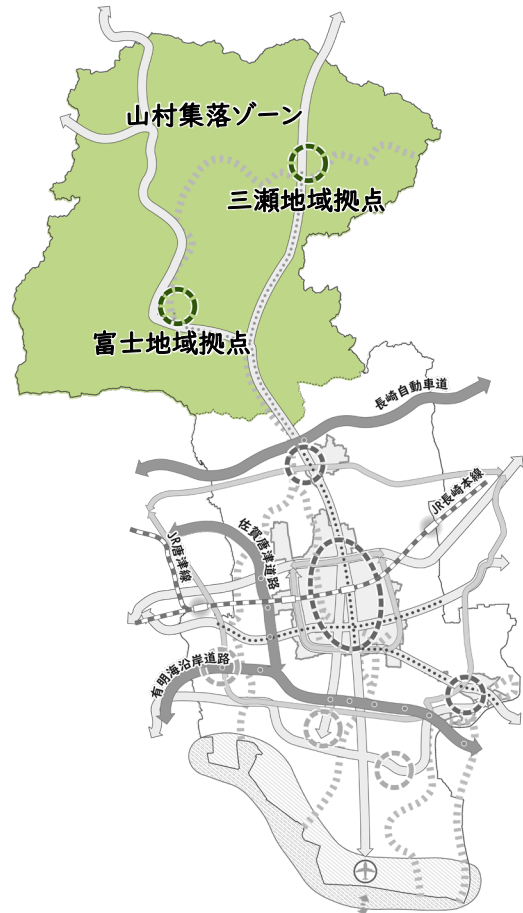 山村集落ゾーン
三瀬地域拠点
富士地域拠点
長崎自動車道
JR長崎本線
佐賀唐津道路
JR唐津線
有明海沿岸道路